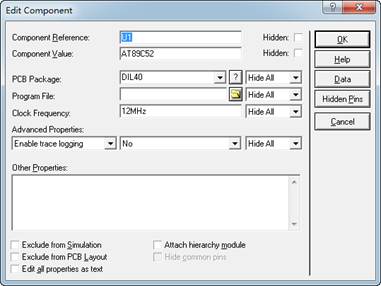 Edit Component
Component Reference: U1 Hidden: OK
Component Value: AT89C52 Hidden: Help
PCB Package: DIL40 ? Hide All Data
Program File: Hide All Hidden Pins
Clock Frequency: 12MHz Hide All Cancel
Advanced Properties:
Enable trace logging No Hide All
Other Properties:
Exclude from Simulation Attach hierarchy module
Exclude from PCB Layout Hide common pins
Edit all properties as text